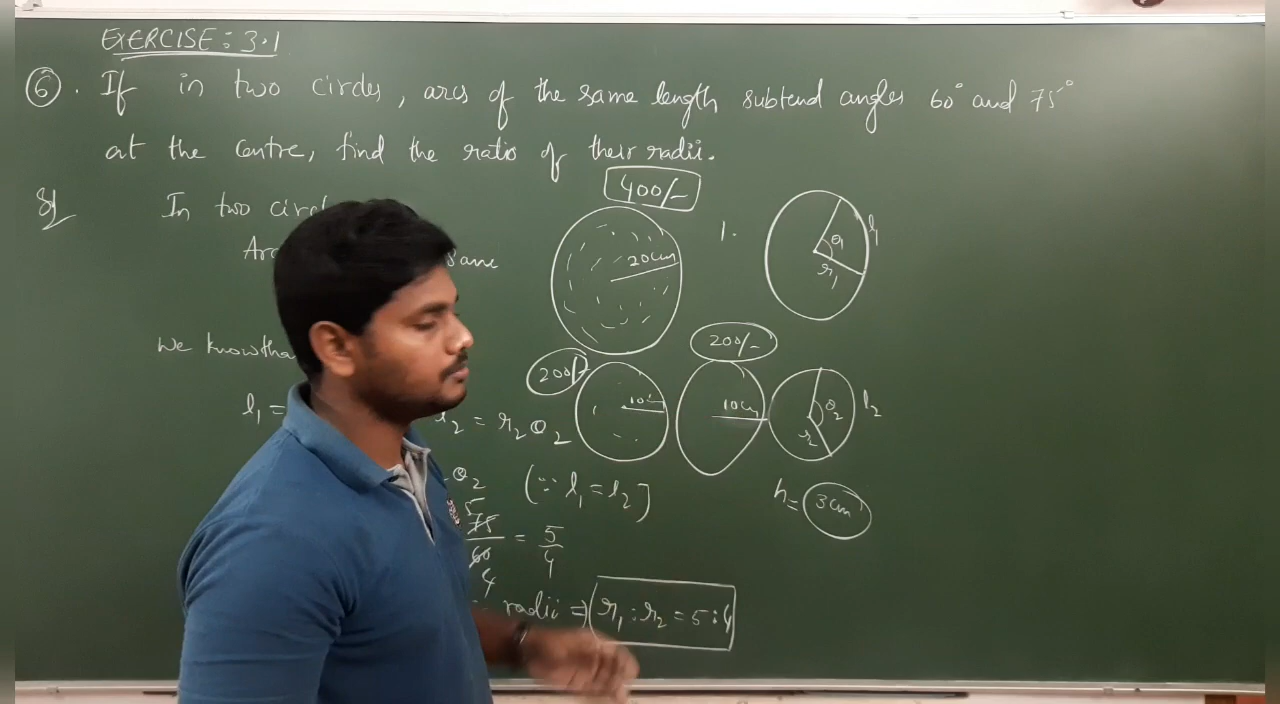 EXERCISE: 3.1
⑥. If in two circles, arcs of the same length subtend angles 60° and 75°
at the centre, find the ratio of their radii.
Sol In two circl
400/-
20cm
1.
θ1
l1
r1
Arc same
We know tha
200/-
200/-
10cm
10cm
θ2
l2
r2
l1 = l2 = r2 θ2
θ2 (∵ l1 = l2]
h = 3cm
5
75/60 = 5/4
4
radii ⇒ r1 : r2 = 5 : 4